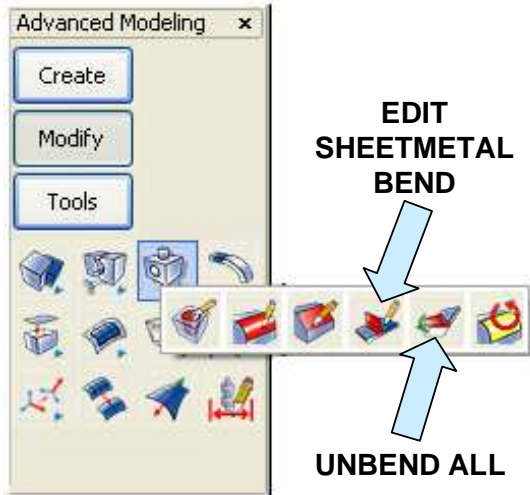 Advanced Modeling ×
Create
Modify
Tools
EDIT
SHEETMETAL
BEND
UNBEND ALL